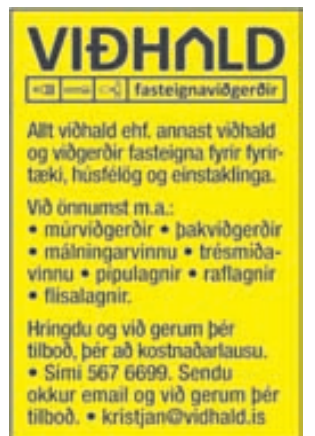 VIÐHALD
fasteignaviðgerðir
Allt viðhald ehf. annast viðhald
og viðgerðir fasteigna fyrir fyrir-
tæki, húsfélög og einstaklinga.
Við önnumst m.a.:
• múrviðgerðir • þakviðgerðir
• málningarvinnu • trésmíða-
vinnu • pípulagnir • raflagnir
• flísalagnir.
Hringdu og við gerum þér
tilboð, þér að kostnaðarlausu.
• Sími 567 6699. Sendu
okkur email og við gerum þér
tilboð. • kristjan@vidhald.is